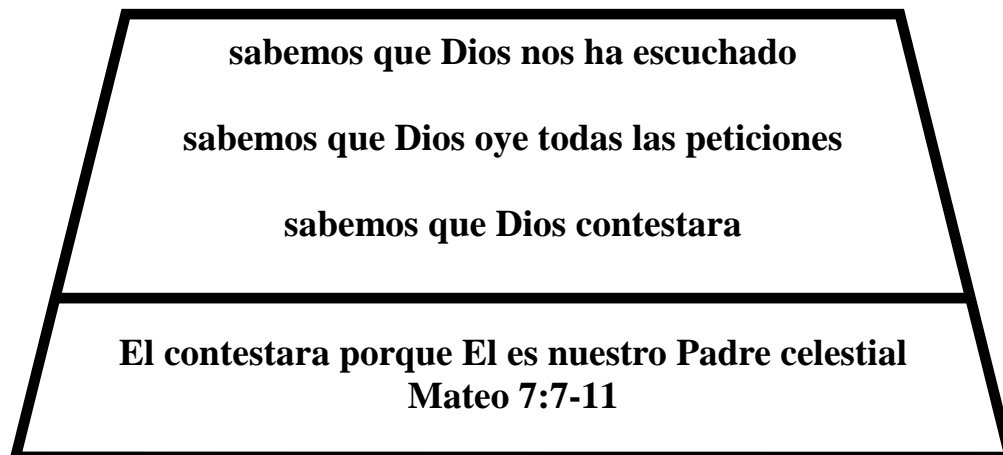 sabemos que Dios nos ha escuchado
sabemos que Dios oye todas las peticiones
sabemos que Dios contestara
El contestara porque El es nuestro Padre celestial
Mateo 7:7-11